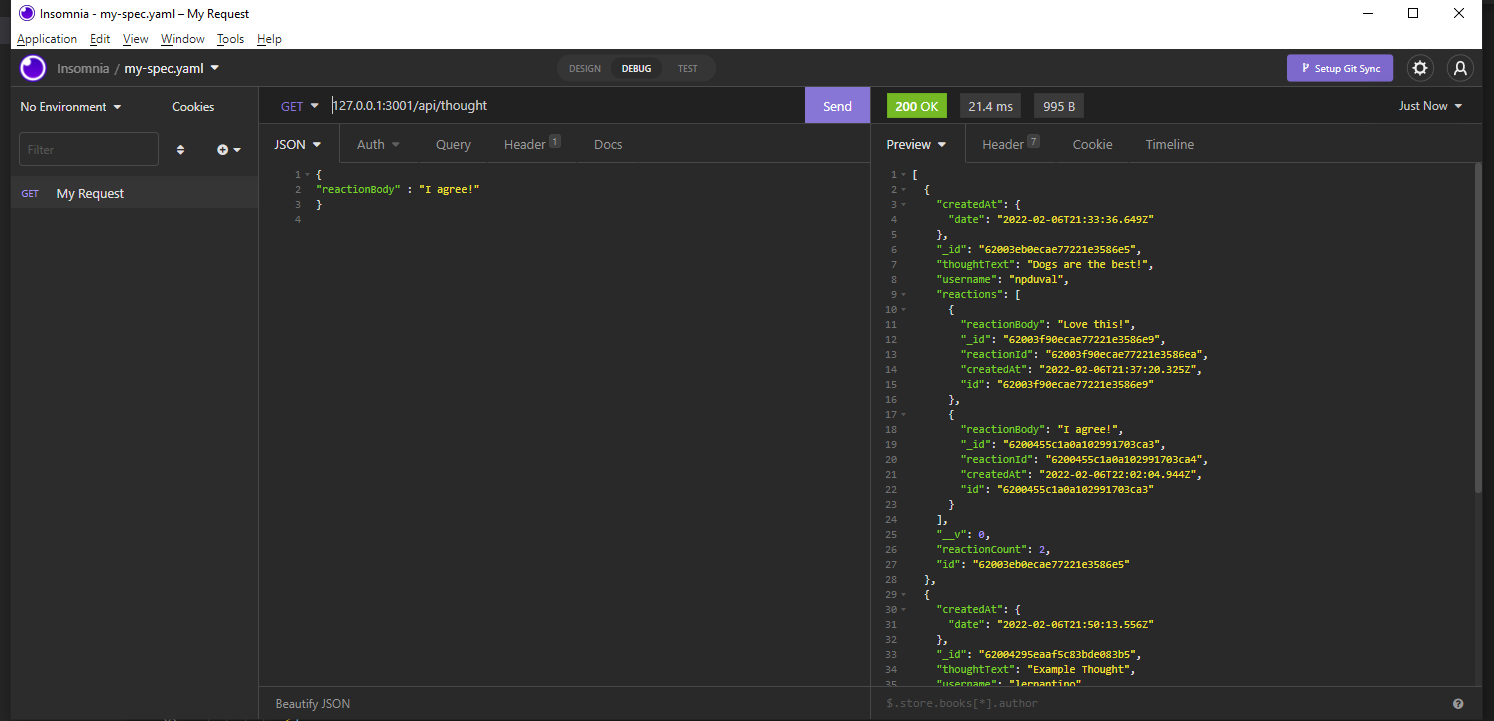 Insomnia - my-spec.yaml – My Request
Application Edit View Window Tools Help
Insomnia / my-spec.yaml
DESIGN DEBUG TEST
Setup Git Sync
No Environment Cookies
GET 127.0.0.1:3001/api/thought Send
200 OK 21.4 ms 995 B Just Now
Filter
JSON Auth Query Header 1 Docs
Preview Header 7 Cookie Timeline
GET My Request
1 {
2 "reactionBody" : "I agree!"
3 }
4
1 [
2 {
3 "createdAt": {
4 "date": "2022-02-06T21:33:36.649Z"
5 },
6 "_id": "62003eb0ecae77221e3586e5",
7 "thoughtText": "Dogs are the best!",
8 "username": "npduval",
9 "reactions": [
10 {
11 "reactionBody": "Love this!",
12 "_id": "62003f90ecae77221e3586e9",
13 "reactionId": "62003f90ecae77221e3586ea",
14 "createdAt": "2022-02-06T21:37:20.325Z",
15 "id": "62003f90ecae77221e3586e9"
16 },
17 {
18 "reactionBody": "I agree!",
19 "_id": "6200455c1a0a102991703ca3",
20 "reactionId": "6200455c1a0a102991703ca4",
21 "createdAt": "2022-02-06T22:02:04.944Z",
22 "id": "6200455c1a0a102991703ca3"
23 }
24 ],
25 "__v": 0,
26 "reactionCount": 2,
27 "id": "62003eb0ecae77221e3586e5"
28 },
29 {
30 "createdAt": {
31 "date": "2022-02-06T21:50:13.556Z"
32 },
33 "_id": "62004295eaaf5c83bde083b5",
34 "thoughtText": "Example Thought",
35 "username": "lernantino"
Beautify JSON
$.store.books[*].author